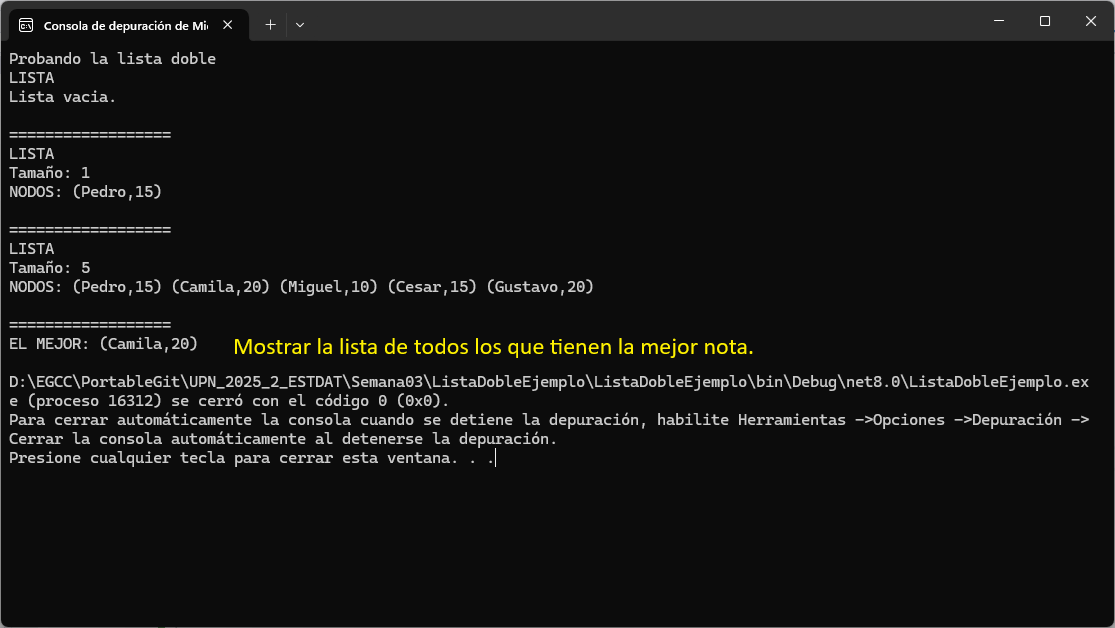 Consola de depuración de Mi
Probando la lista doble
LISTA
Lista vacia.
==================
LISTA
Tamaño: 1
NODOS: (Pedro,15)
==================
LISTA
Tamaño: 5
NODOS: (Pedro,15) (Camila,20) (Miguel,10) (Cesar,15) (Gustavo,20)
==================
EL MEJOR: (Camila,20) Mostrar la lista de todos los que tienen la mejor nota.
D:\EGCC\PortableGit\UPN_2025_2_ESTDAT\Semana03\ListaDobleEjemplo\ListaDobleEjemplo\bin\Debug\net8.0\ListaDobleEjemplo.ex
e (proceso 16312) se cerró con el código 0 (0x0).
Para cerrar automáticamente la consola cuando se detiene la depuración, habilite Herramientas ->Opciones ->Depuración ->
Cerrar la consola automáticamente al detenerse la depuración.
Presione cualquier tecla para cerrar esta ventana. . .